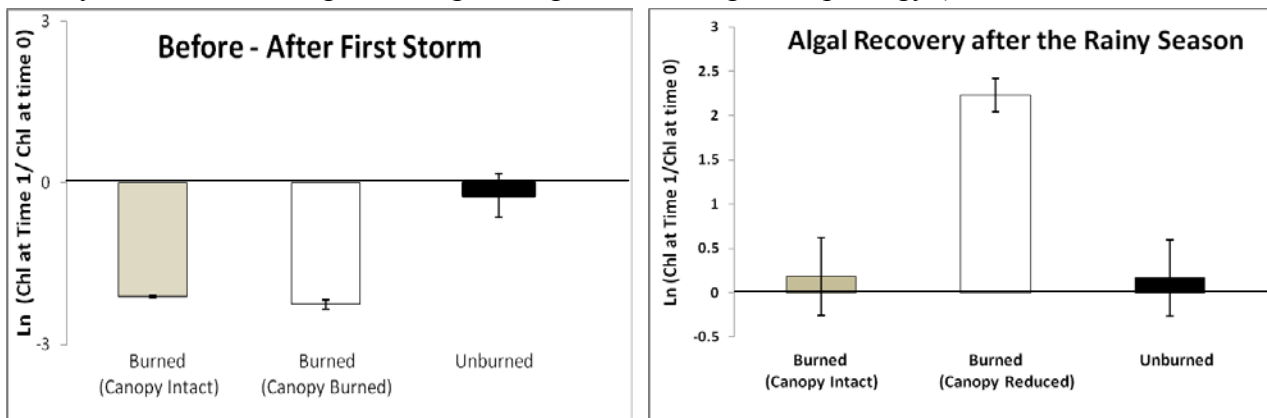 Before - After First Storm
Ln (Chl at Time 1/ Chl at time 0)
3
0
-3
Burned
(Canopy Intact)
Burned
(Canopy Burned)
Unburned
Algal Recovery after the Rainy Season
Ln (Chl at Time 1/Chl at time 0)
3
2.5
2
1.5
1
0.5
0
-0.5
Burned
(Canopy Intact)
Burned
(Canopy Reduced)
Unburned